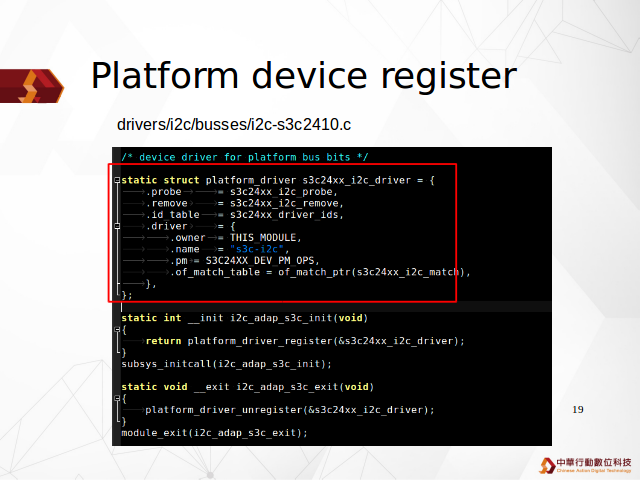 Platform device register
drivers/i2c/busses/i2c-s3c2410.c
/* device driver for platform bus bits */
static struct platform_driver s3c24xx_i2c_driver = {
.probe = s3c24xx_i2c_probe,
.remove = s3c24xx_i2c_remove,
.id_table = s3c24xx_driver_ids,
.driver = {
.owner = THIS_MODULE,
.name = "s3c-i2c",
.pm = S3C24XX_DEV_PM_OPS,
.of_match_table = of_match_ptr(s3c24xx_i2c_match),
},
};
static int __init i2c_adap_s3c_init(void)
{
return platform_driver_register(&s3c24xx_i2c_driver);
}
subsys_initcall(i2c_adap_s3c_init);
static void __exit i2c_adap_s3c_exit(void)
{
platform_driver_unregister(&s3c24xx_i2c_driver);
}
module_exit(i2c_adap_s3c_exit);
19
中華行動數位科技
Chinese Action Digital Technology